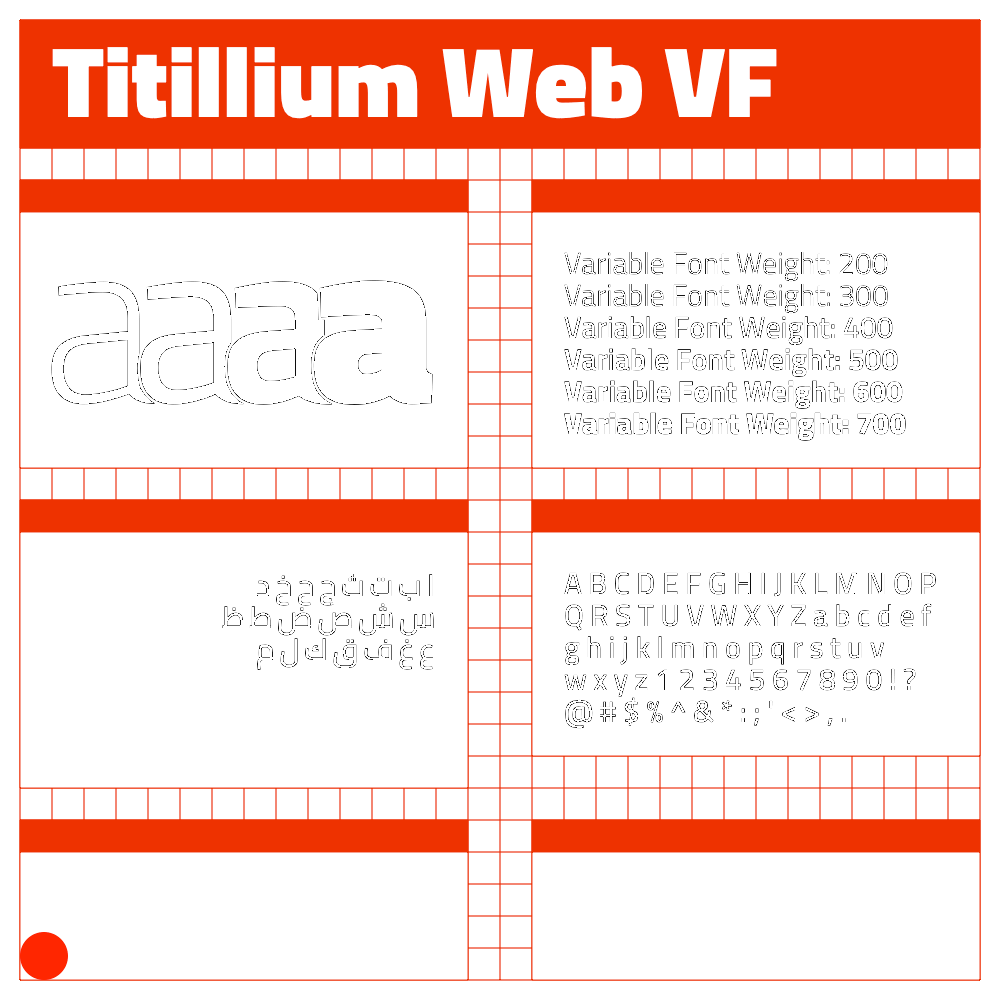 Titillium Web VF
aaaa
Variable Font Weight: 200
Variable Font Weight: 300
Variable Font Weight: 400
Variable Font Weight: 500
Variable Font Weight: 600
Variable Font Weight: 700
ا ب ت ث ج ح خ د
س ش ص ض ط ظ
ع غ ف ق ك ل م
A B C D E F G H I J K L M N O P
Q R S T U V W X Y Z a b c d e f
g h i j k l m n o p q r s t u v
w x y z 1 2 3 4 5 6 7 8 9 0 ! ?
@ # $ % ^ & * : ; ' < > , .